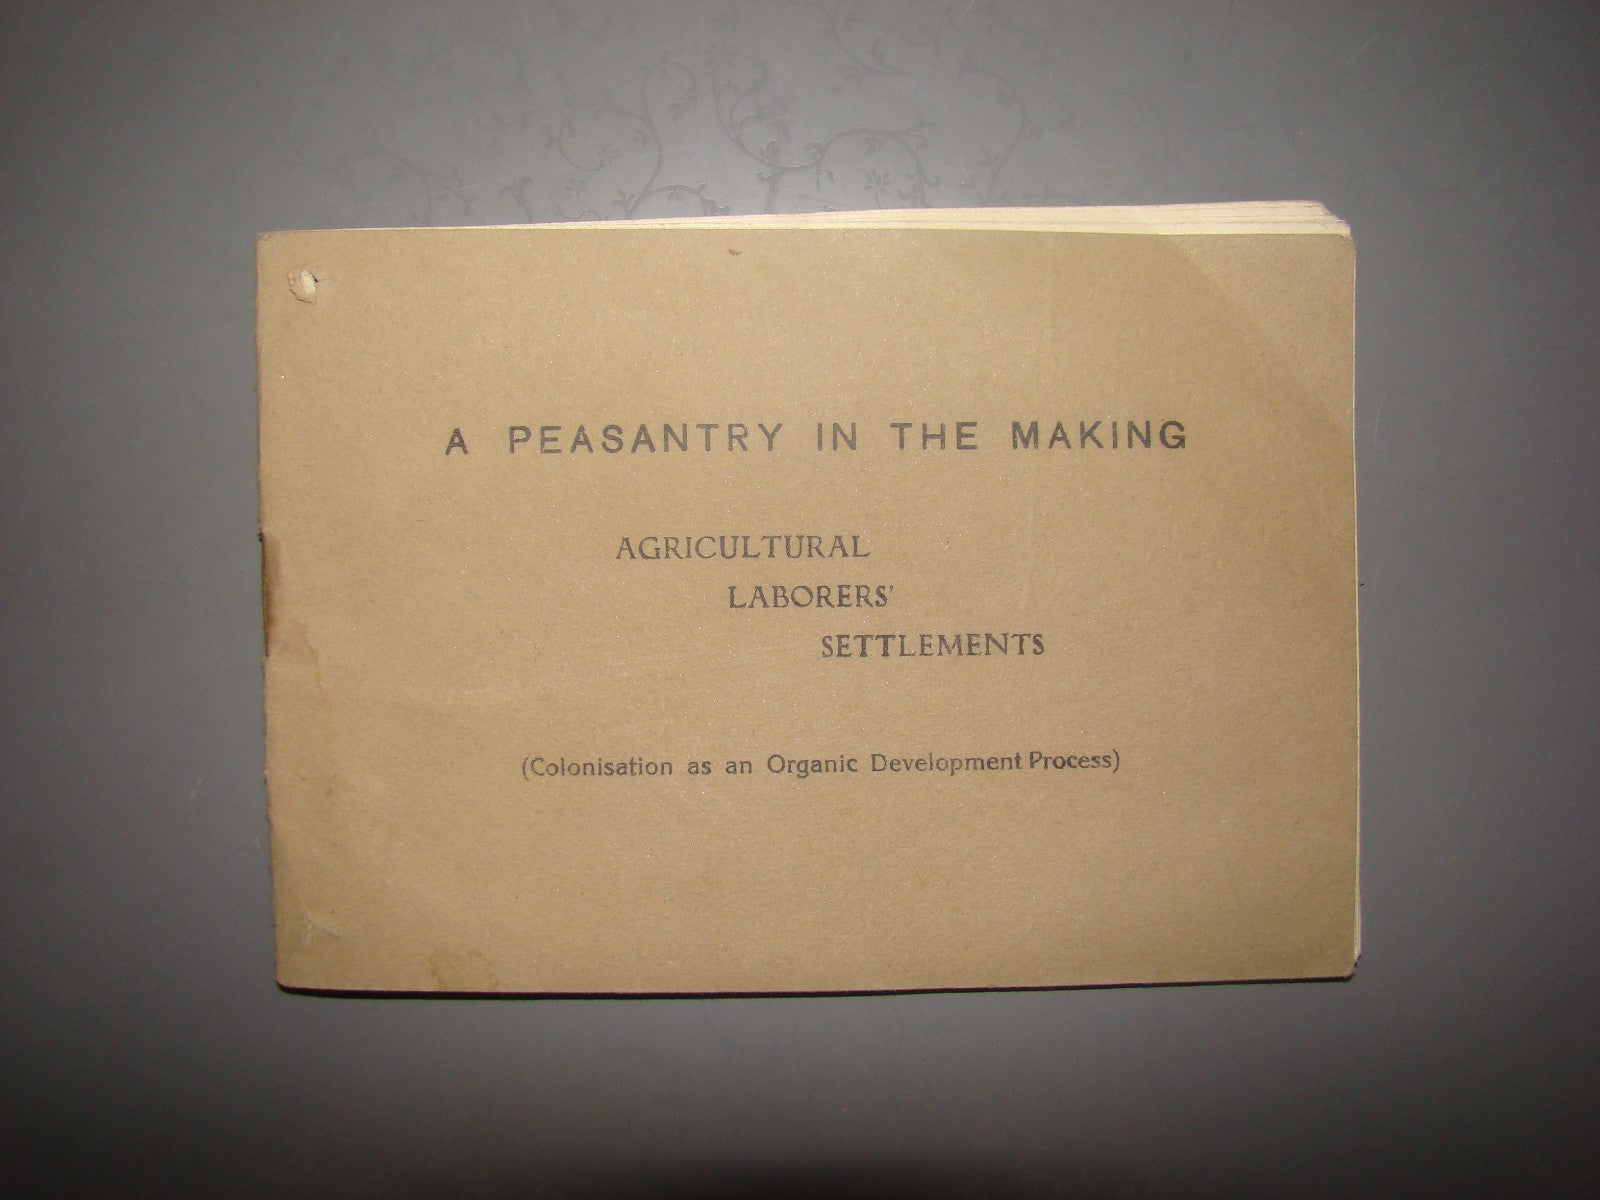 A PEASANTRY IN THE MAKING
AGRICULTURAL
LABORERS'
SETTLEMENTS
(Colonisation as an Organic Development Process)